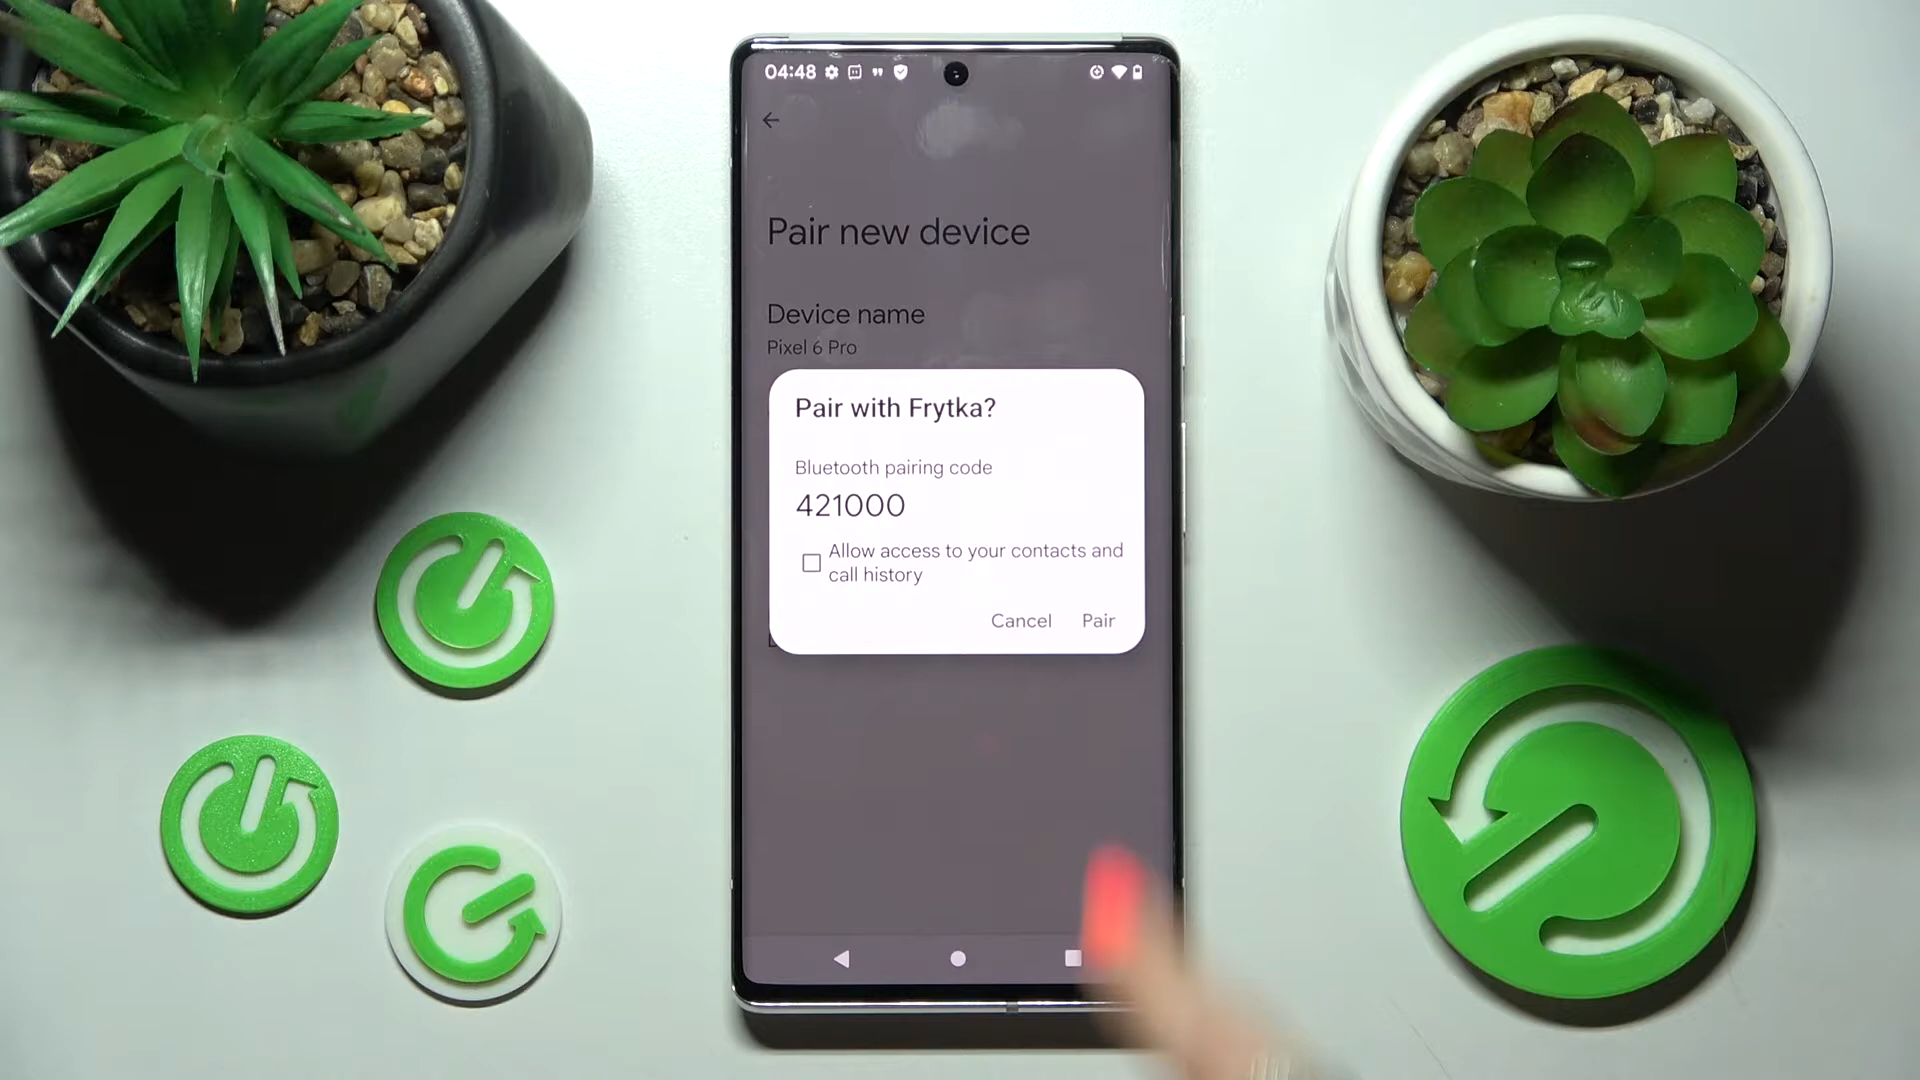 04:48
Pair new device
Device name
Pixel 6 Pro
Pair with Frytka?
Bluetooth pairing code
421000
Allow access to your contacts and
call history
Cancel Pair